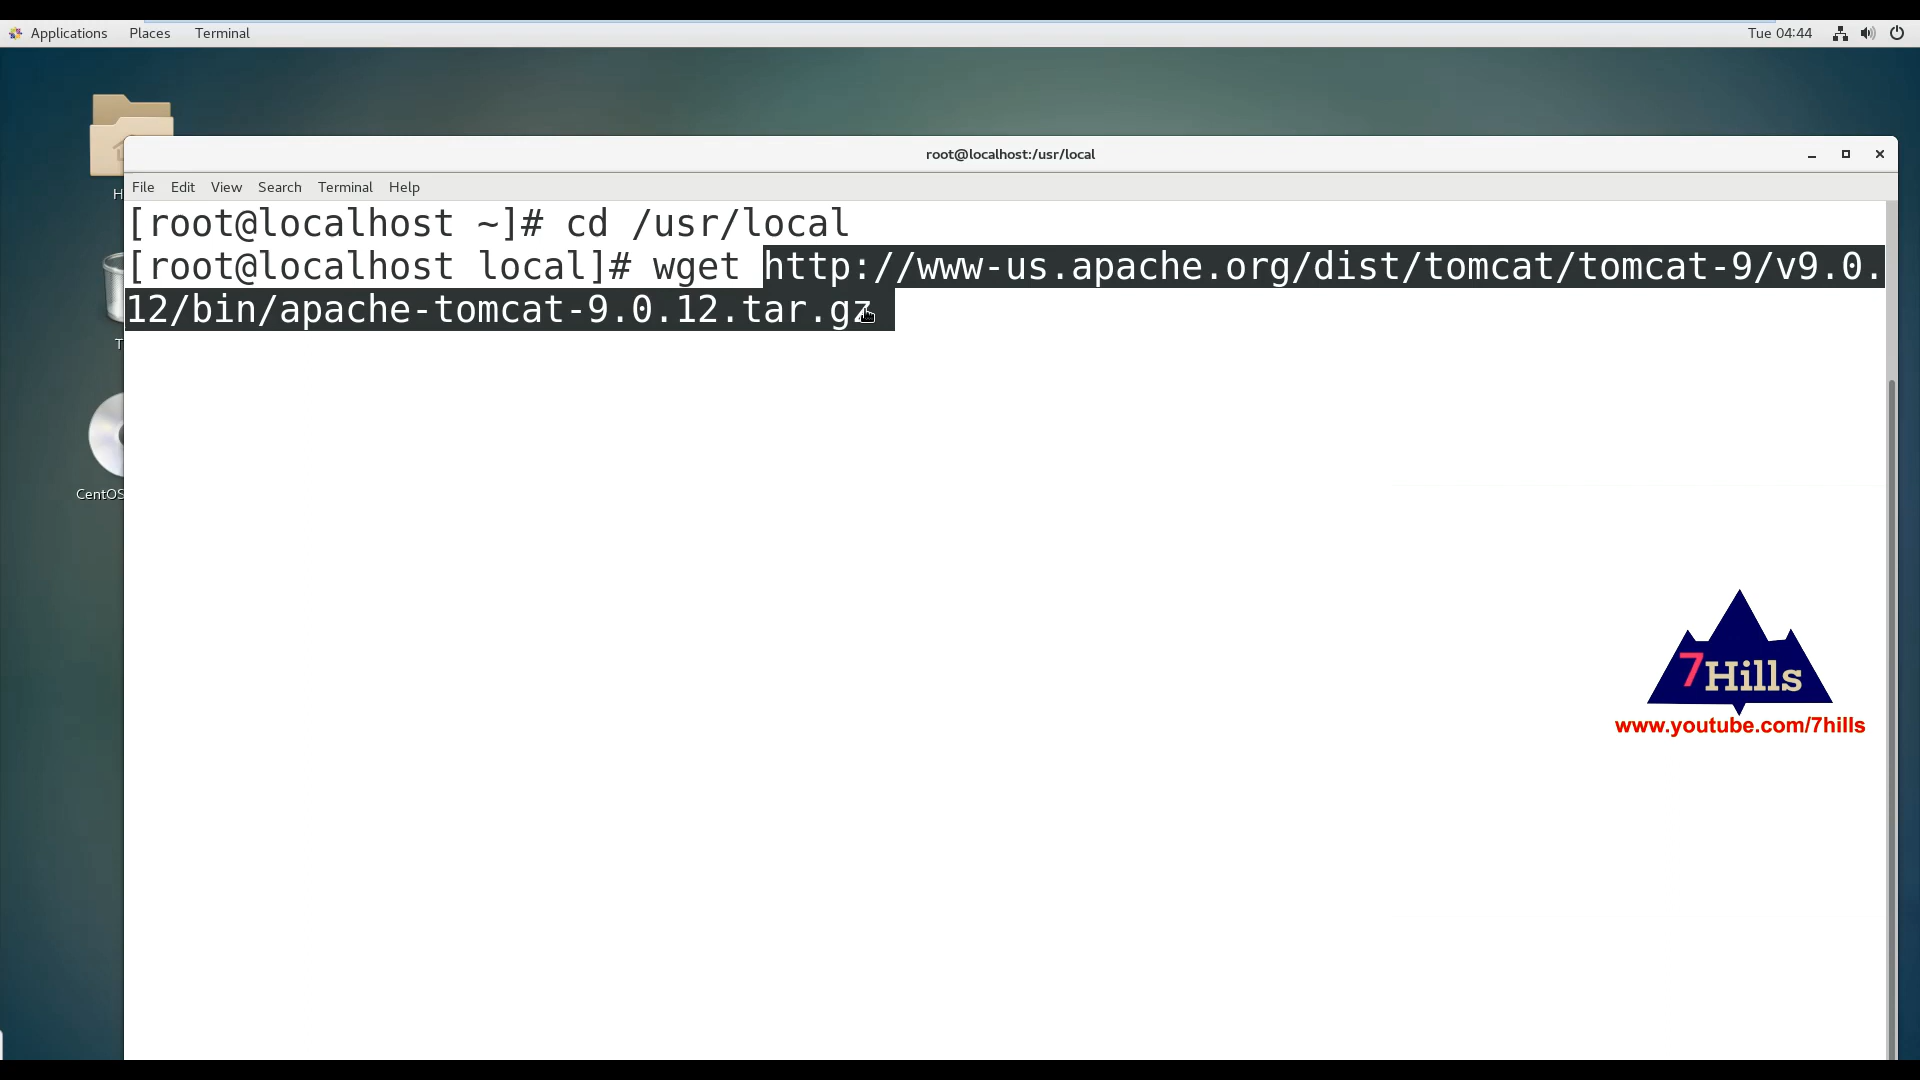 Applications Places Terminal Tue 04:44
root@localhost:/usr/local
File Edit View Search Terminal Help
[root@localhost ~]# cd /usr/local
[root@localhost local]# wget http://www-us.apache.org/dist/tomcat/tomcat-9/v9.0.
12/bin/apache-tomcat-9.0.12.tar.gz
H
T
CentOS
7Hills
www.youtube.com/7hills